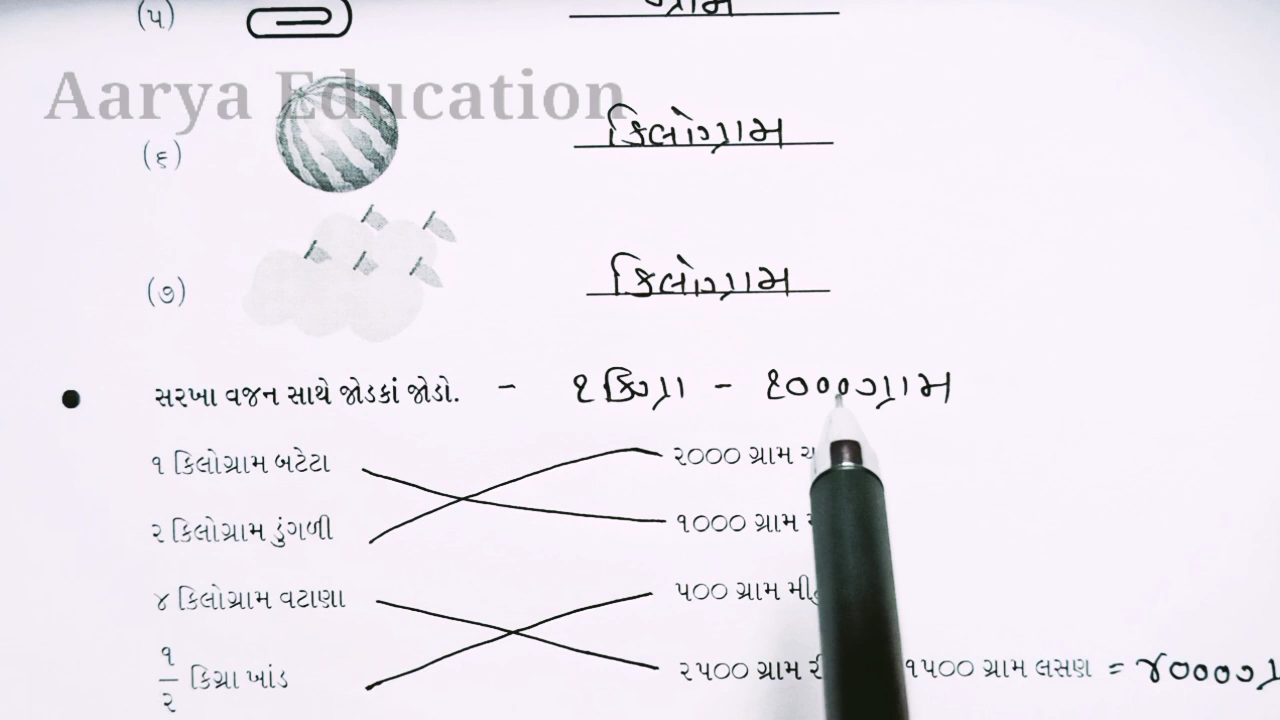 (૫) ગ્રામ
Aarya Education
(૬) કિલોગ્રામ
(૭) કિલોગ્રામ
સરખા વજન સાથે જોડકાં જોડો. - ૧ કિગ્રા - ૧૦૦૦ ગ્રામ
૧ કિલોગ્રામ બટેટા ૨૦૦૦ ગ્રામ
૨ કિલોગ્રામ ડુંગળી ૧૦૦૦ ગ્રામ
૪ કિલોગ્રામ વટાણા ૫૦૦ ગ્રામ
૧/૨ કિગ્રા ખાંડ ૨૫૦૦ ગ્રામ ૧૫૦૦ ગ્રામ લસણ =